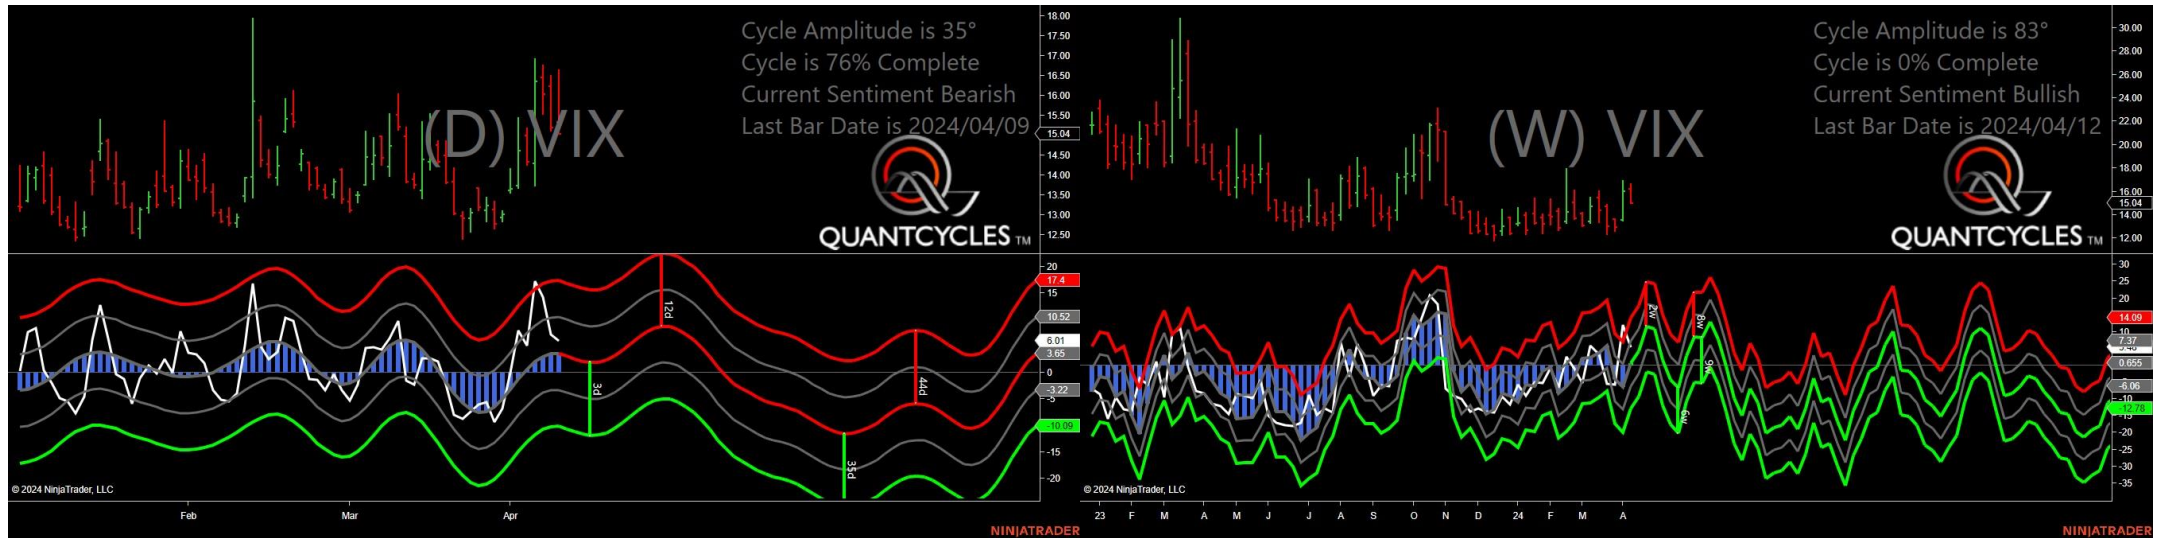 Cycle Amplitude is 35°
Cycle is 76% Complete
Current Sentiment Bearish
Last Bar Date is 2024/04/09
(D) VIX
QUANTCYCLES TM
18.00
17.50
17.00
16.50
16.00
15.50
15.04
14.50
14.00
13.50
13.00
12.50
20
17.4
15
10.52
6.01
3.65
0
-3.22
-5
-10.09
-15
-20
12d
3d
44d
35d
© 2024 NinjaTrader, LLC
Feb Mar Apr
NINJATRADER
Cycle Amplitude is 83°
Cycle is 0% Complete
Current Sentiment Bullish
Last Bar Date is 2024/04/12
(W) VIX
QUANTCYCLES TM
30.00
28.00
26.00
24.00
22.00
20.00
18.00
16.00
15.04
14.00
12.00
30
25
20
14.09
10
7.37
0.655
-6.06
-10
-12.78
-15
-20
-25
-30
-35
2w
8w
9w
6w
© 2024 NinjaTrader, LLC
23 F M A M J J A S O N D 24 F M A
NINJATRADER